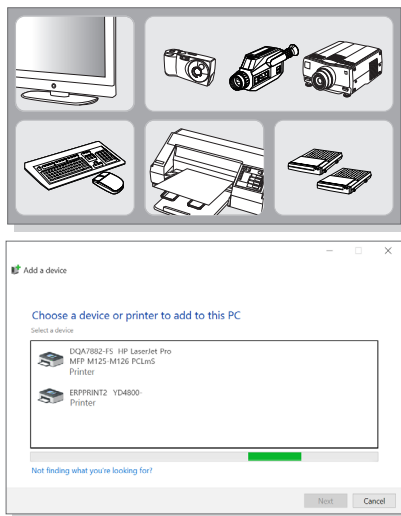 Add a device
Choose a device or printer to add to this PC
Select a device
DQA7882-F5 HP LaserJet Pro
MFP M125-M126 PCLmS
Printer
ERPPRINT2 YD4800-
Printer
Not finding what you're looking for?
Next Cancel